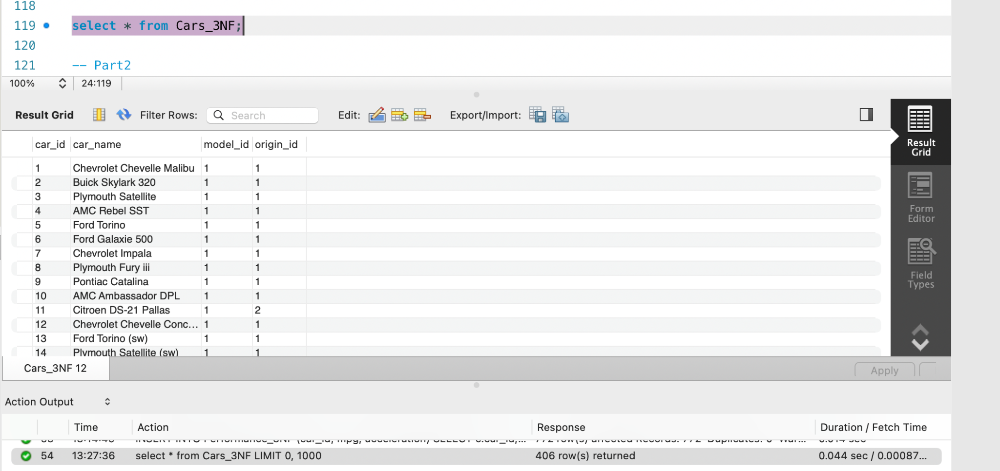 118
119 select * from Cars_3NF;
120
121 -- Part2
100% 24:119
Result Grid Filter Rows: Search Edit: Export/Import:
Result
Grid
car_id car_name model_id origin_id
1 Chevrolet Chevelle Malibu 1 1
2 Buick Skylark 320 1 1
3 Plymouth Satellite 1 1
4 AMC Rebel SST 1 1
5 Ford Torino 1 1
6 Ford Galaxie 500 1 1
7 Chevrolet Impala 1 1
8 Plymouth Fury iii 1 1
9 Pontiac Catalina 1 1
10 AMC Ambassador DPL 1 1
11 Citroen DS-21 Pallas 1 2
12 Chevrolet Chevelle Conc... 1 1
13 Ford Torino (sw) 1 1
14 Plymouth Satellite (sw) 1 1
Form
Editor
Field
Types
Cars_3NF 12 Apply
Action Output
Time Action Response Duration / Fetch Time
INSERT INTO Performance_3NF (car_id, mpg, acceleration) SELECT c.car_id,... 772 row(s) affected Records: 772 Duplicates: 0 War... 0.014 sec
54 13:27:36 select * from Cars_3NF LIMIT 0, 1000 406 row(s) returned 0.044 sec / 0.00087...